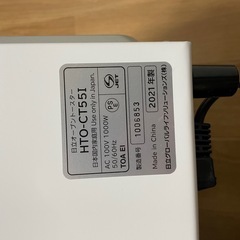 日立オーブントースター
HTO-CT55I
日本国内家庭用 Use only in Japan.
AC 100V 1000W
50/60Hz
TOA EI
PS
E
JET
製造番号
1006853
2021年製
Made in China
日立グローバルライフソリューションズ(株)